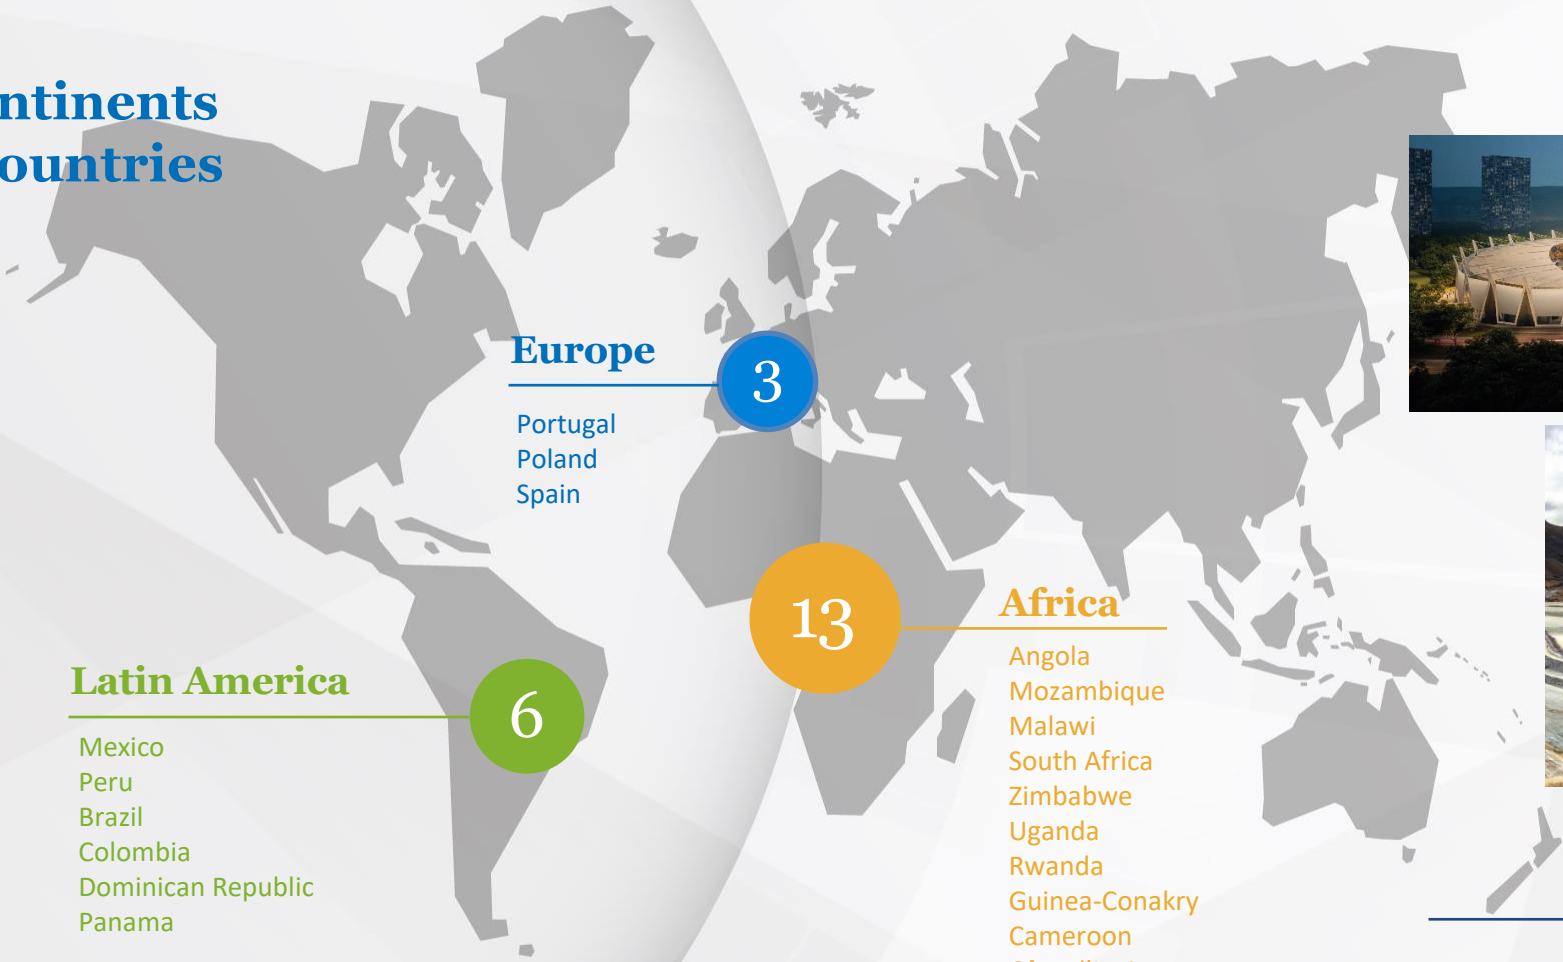 ntinents
ountries
Europe
3
Portugal
Poland
Spain
13
Africa
Angola
Mozambique
Malawi
South Africa
Zimbabwe
Uganda
Rwanda
Guinea-Conakry
Cameroon
Latin America
6
Mexico
Peru
Brazil
Colombia
Dominican Republic
Panama